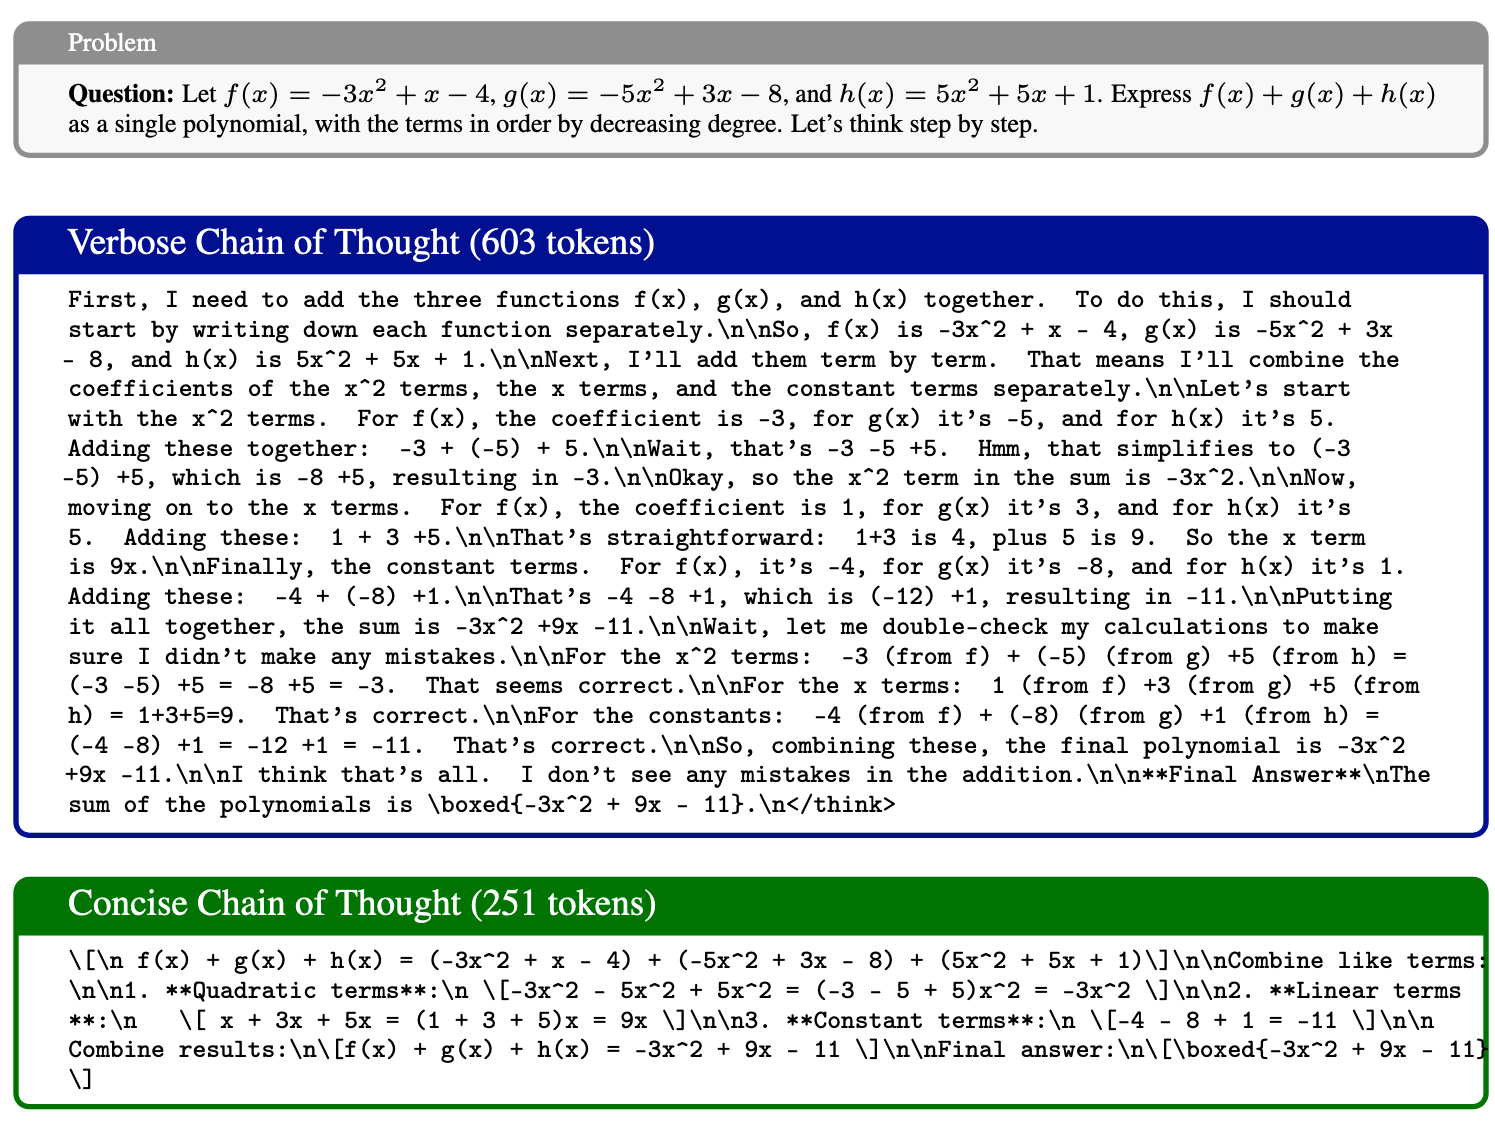 Problem
Question: Let f(x) = −3x² + x − 4, g(x) = −5x² + 3x − 8, and h(x) = 5x² + 5x + 1. Express f(x) + g(x) + h(x)
as a single polynomial, with the terms in order by decreasing degree. Let's think step by step.
Verbose Chain of Thought (603 tokens)
First, I need to add the three functions f(x), g(x), and h(x) together. To do this, I should
start by writing down each function separately.\n\nSo, f(x) is -3x^2 + x - 4, g(x) is -5x^2 + 3x
- 8, and h(x) is 5x^2 + 5x + 1.\n\nNext, I'll add them term by term. That means I'll combine the
coefficients of the x^2 terms, the x terms, and the constant terms separately.\n\nLet's start
with the x^2 terms. For f(x), the coefficient is -3, for g(x) it's -5, and for h(x) it's 5.
Adding these together: -3 + (-5) + 5.\n\nWait, that's -3 -5 +5. Hmm, that simplifies to (-3
-5) +5, which is -8 +5, resulting in -3.\n\nOkay, so the x^2 term in the sum is -3x^2.\n\nNow,
moving on to the x terms. For f(x), the coefficient is 1, for g(x) it's 3, and for h(x) it's
5. Adding these: 1 + 3 +5.\n\nThat's straightforward: 1+3 is 4, plus 5 is 9. So the x term
is 9x.\n\nFinally, the constant terms. For f(x), it's -4, for g(x) it's -8, and for h(x) it's 1.
Adding these: -4 + (-8) +1.\n\nThat's -4 -8 +1, which is (-12) +1, resulting in -11.\n\nPutting
it all together, the sum is -3x^2 +9x -11.\n\nWait, let me double-check my calculations to make
sure I didn't make any mistakes.\n\nFor the x^2 terms: -3 (from f) + (-5) (from g) +5 (from h) =
(-3 -5) +5 = -8 +5 = -3. That seems correct.\n\nFor the x terms: 1 (from f) +3 (from g) +5 (from
h) = 1+3+5=9. That's correct.\n\nFor the constants: -4 (from f) + (-8) (from g) +1 (from h) =
(-4 -8) +1 = -12 +1 = -11. That's correct.\n\nSo, combining these, the final polynomial is -3x^2
+9x -11.\n\nI think that's all. I don't see any mistakes in the addition.\n\n**Final Answer**\nThe
sum of the polynomials is \boxed{-3x^2 + 9x - 11}.\n</think>
Concise Chain of Thought (251 tokens)
\[\n f(x) + g(x) + h(x) = (-3x^2 + x - 4) + (-5x^2 + 3x - 8) + (5x^2 + 5x + 1)\]\n\nCombine like terms:
\n\n1. **Quadratic terms**:\n \[-3x^2 - 5x^2 + 5x^2 = (-3 - 5 + 5)x^2 = -3x^2 \]\n\n2. **Linear terms
**:\n \[ x + 3x + 5x = (1 + 3 + 5)x = 9x \]\n\n3. **Constant terms**:\n \[-4 - 8 + 1 = -11 \]\n\n
Combine results:\n\[f(x) + g(x) + h(x) = -3x^2 + 9x - 11 \]\n\nFinal answer:\n\[\boxed{-3x^2 + 9x - 11}
\]